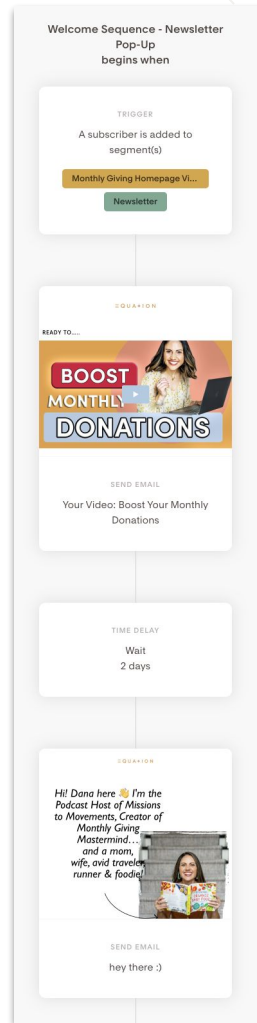 Welcome Sequence - Newsletter
Pop-Up
begins when
TRIGGER
A subscriber is added to
segment(s)
Monthly Giving Homepage Vi...
Newsletter
EQUATION
READY TO.....
BOOST
MONTHLY
DONATIONS
SEND EMAIL
Your Video: Boost Your Monthly
Donations
TIME DELAY
Wait
2 days
EQUATION
Hi! Dana here 👋 I'm the
Podcast Host of Missions
to Movements, Creator of
Monthly Giving
Mastermind...
and a mom,
wife, avid traveler,
runner & foodie!
SEND EMAIL
hey there :)